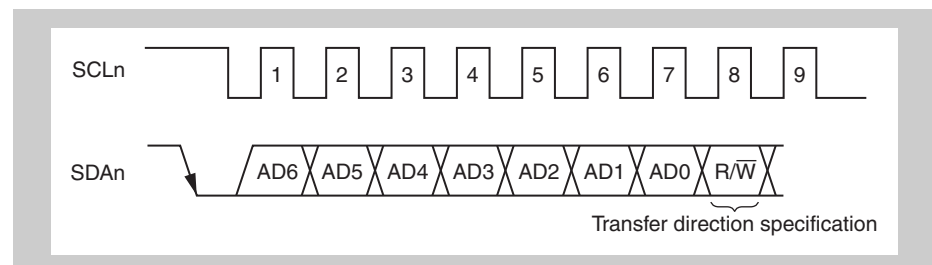 SCLn 1 2 3 4 5 6 7 8 9
SDAn AD6 AD5 AD4 AD3 AD2 AD1 AD0 R/W̅
Transfer direction specification